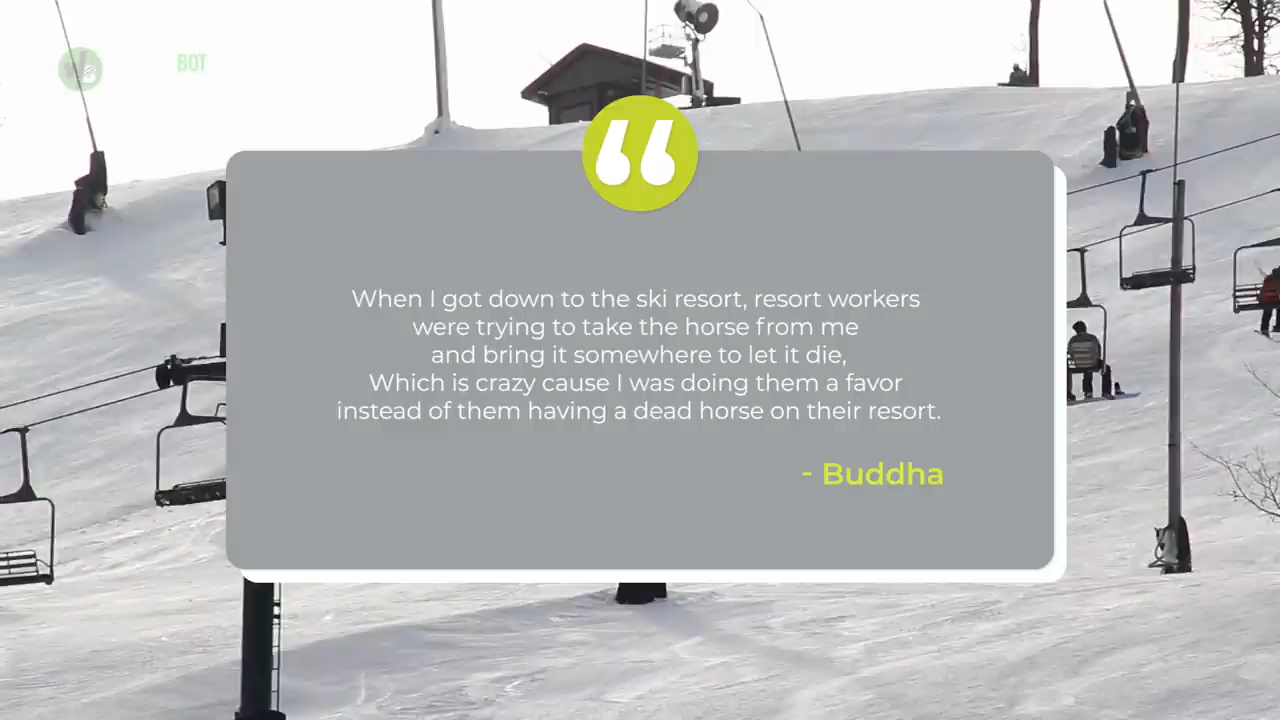 BOT
When I got down to the ski resort, resort workers
were trying to take the horse from me
and bring it somewhere to let it die,
Which is crazy cause I was doing them a favor
instead of them having a dead horse on their resort.
- Buddha